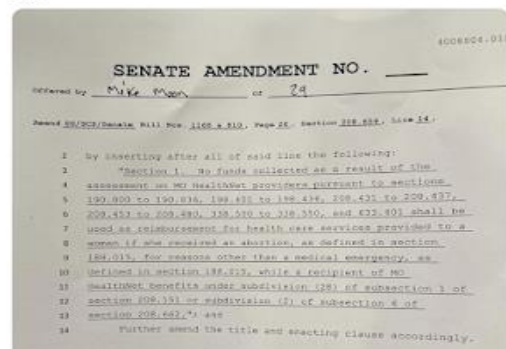 4008S04.01S
SENATE AMENDMENT NO. ____
Offered by Mike Moon of 29
Amend SS/SCS/Senate Bill Nos. 1168 & 810, Page 26, Section 208.659, Line 14,
2 by inserting after all of said line the following:
3 "Section 1. No funds collected as a result of the
4 assessment on MO HealthNet providers pursuant to sections
5 190.800 to 190.836, 198.401 to 198.436, 208.431 to 208.437,
6 208.453 to 208.480, 338.500 to 338.550, and 633.401 shall be
7 used as reimbursement for health care services provided to a
8 woman if she received an abortion, as defined in section
9 188.015, for reasons other than a medical emergency, as
10 defined in section 188.015, while a recipient of MO
11 HealthNet benefits under subdivision (28) of subsection 1 of
12 section 208.151 or subdivision (2) of subsection 6 of
13 section 208.662."; and
14 Further amend the title and enacting clause accordingly.